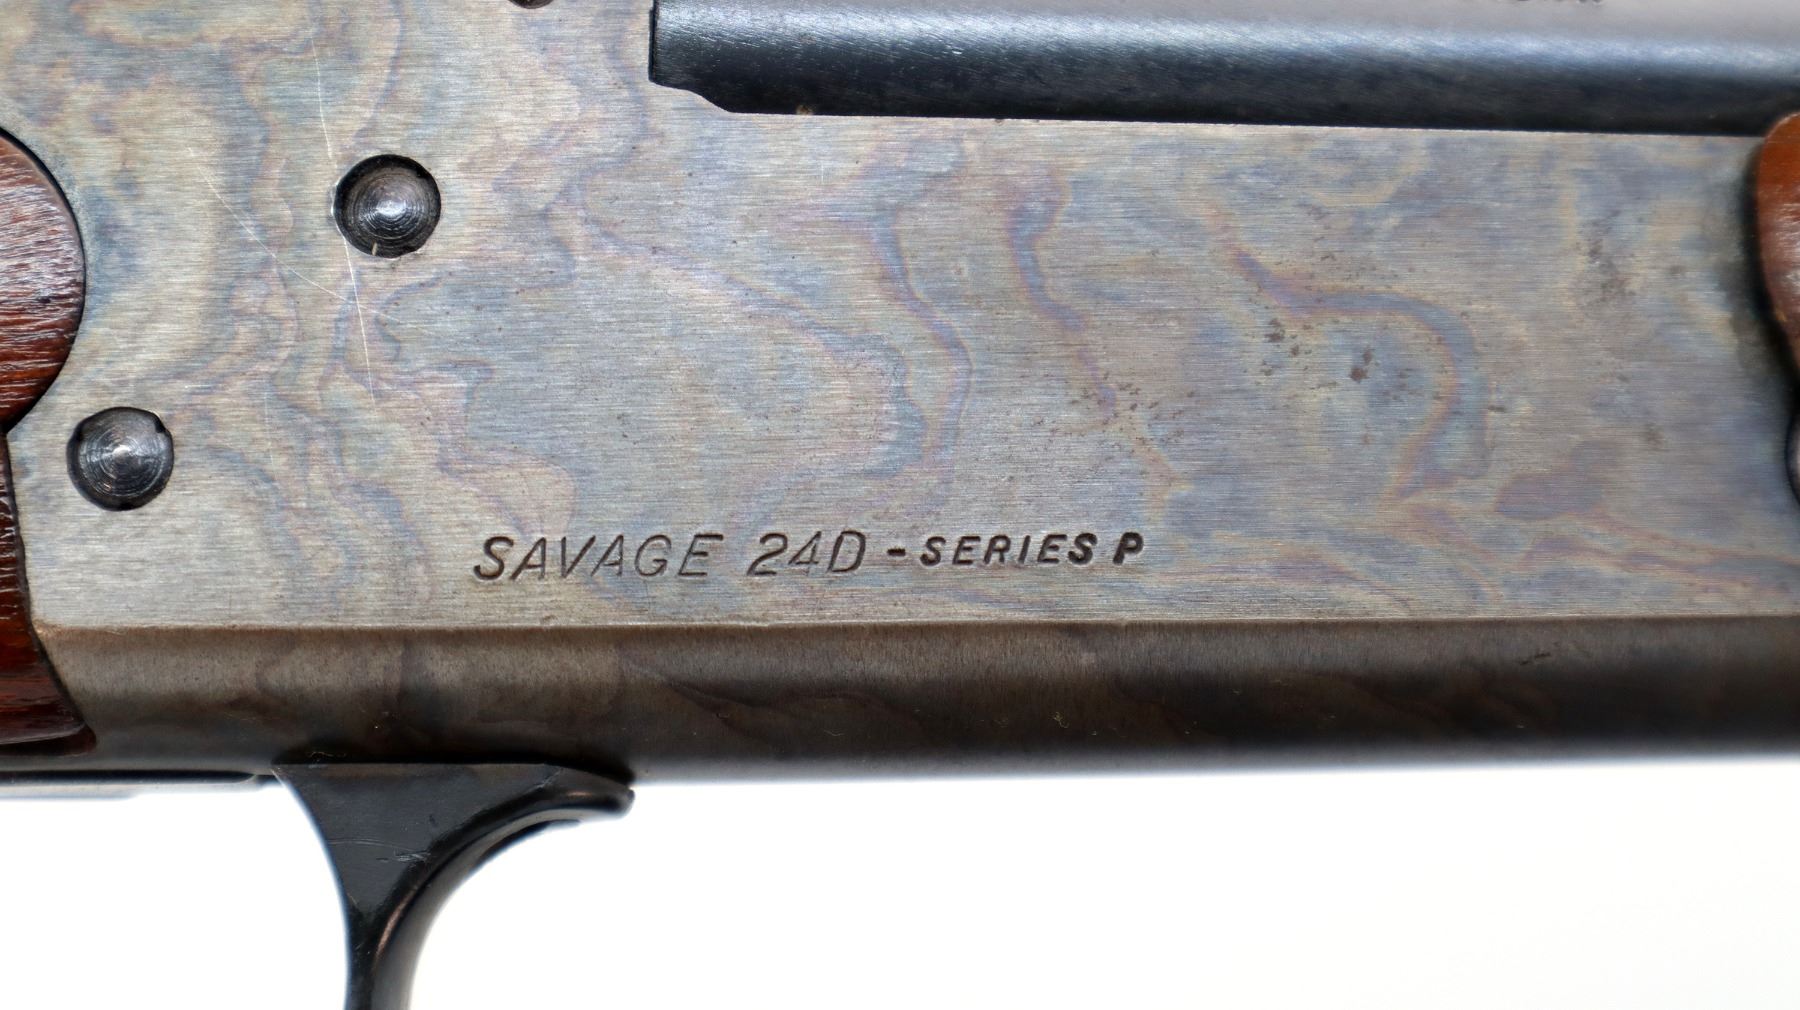 SAVAGE 24D - SERIES P